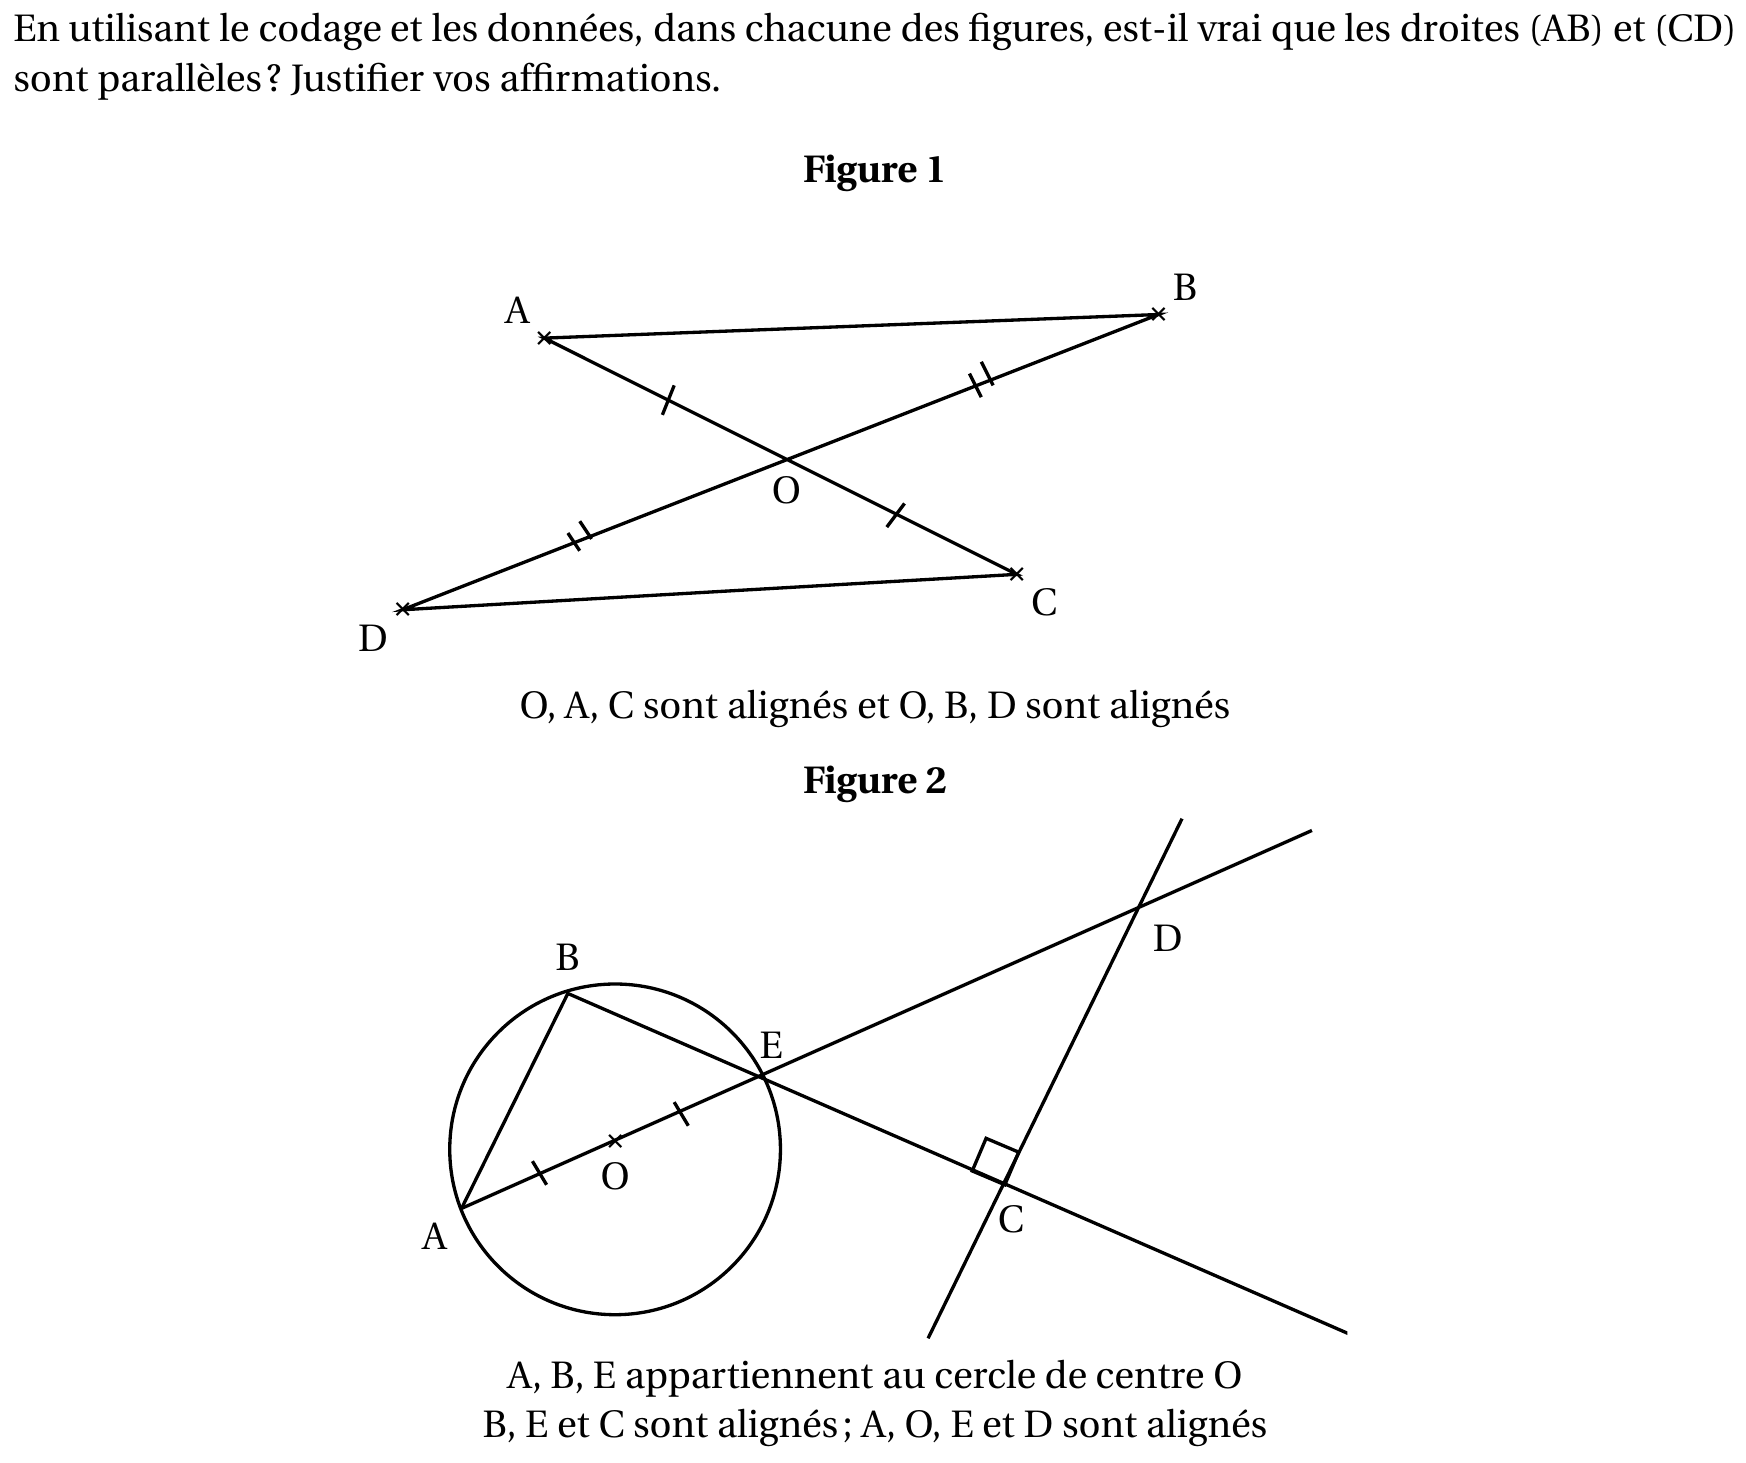 En utilisant le codage et les données, dans chacune des figures, est-il vrai que les droites (AB) et (CD)
sont parallèles ? Justifier vos affirmations.
Figure 1
B
A
O
C
D
O, A, C sont alignés et O, B, D sont alignés
Figure 2
D
B
E
O
C
A
A, B, E appartiennent au cercle de centre O
B, E et C sont alignés ; A, O, E et D sont alignés